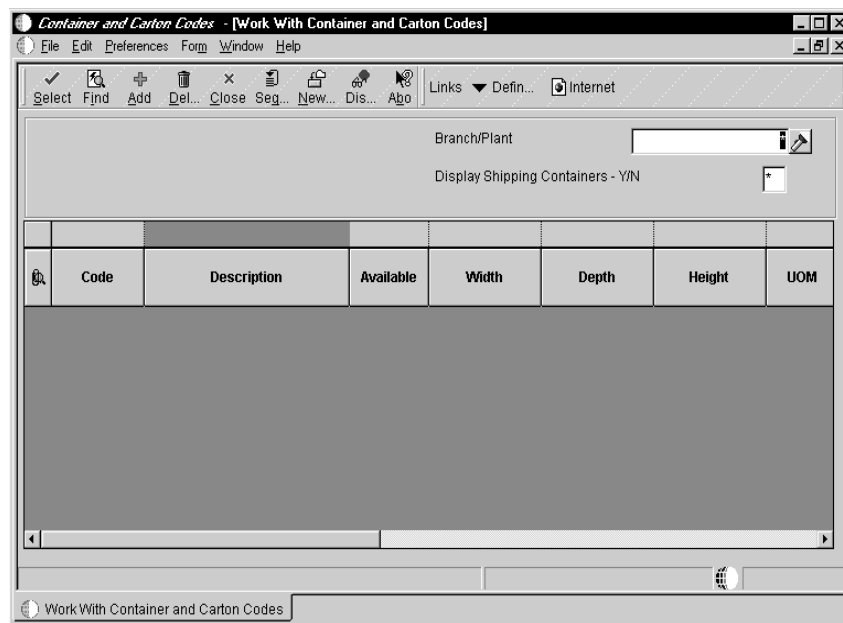 Container and Carton Codes - [Work With Container and Carton Codes]
File Edit Preferences Form Window Help
Select Find Add Del... Close Seq... New... Dis... Abo Links Defin... Internet
Branch/Plant *
Display Shipping Containers - Y/N *
Code Description Available Width Depth Height UOM
Work With Container and Carton Codes